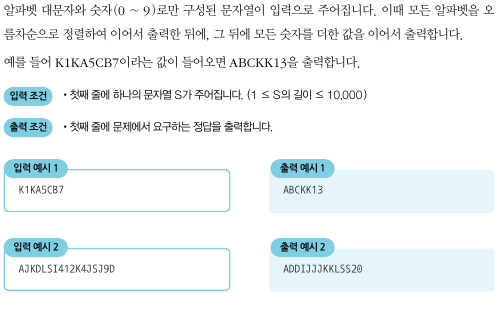 알파벳 대문자와 숫자(0 ~ 9)로만 구성된 문자열이 입력으로 주어집니다. 이때 모든 알파벳을 오
름차순으로 정렬하여 이어서 출력한 뒤에, 그 뒤에 모든 숫자를 더한 값을 이어서 출력합니다.
예를 들어 K1KA5CB7이라는 값이 들어오면 ABCKK13을 출력합니다.
입력 조건 • 첫째 줄에 하나의 문자열 S가 주어집니다. (1 ≤ S의 길이 ≤ 10,000)
출력 조건 • 첫째 줄에 문제에서 요구하는 정답을 출력합니다.
입력 예시 1
K1KA5CB7
출력 예시 1
ABCKK13
입력 예시 2
AJKDLSI412K4JSJ9D
출력 예시 2
ADDIJJJKKLSS20